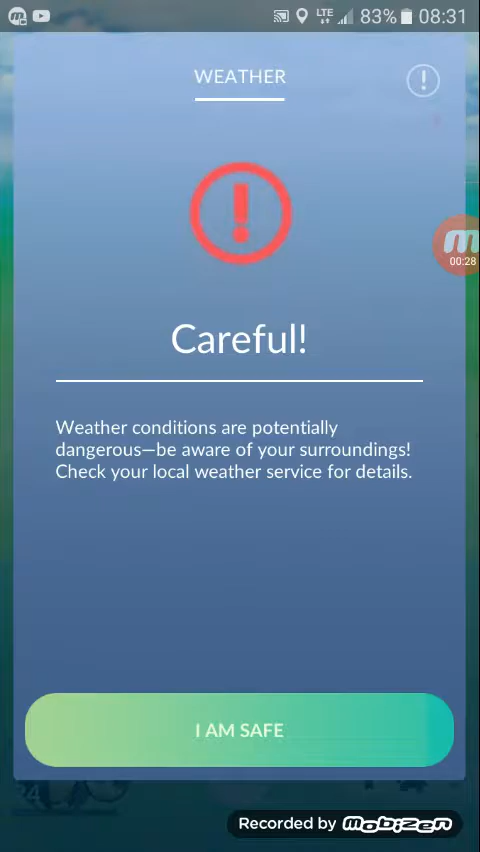 LTE 83% 08:31
WEATHER
00:28
Careful!
Weather conditions are potentially
dangerous—be aware of your surroundings!
Check your local weather service for details.
I AM SAFE
Recorded by mobizen